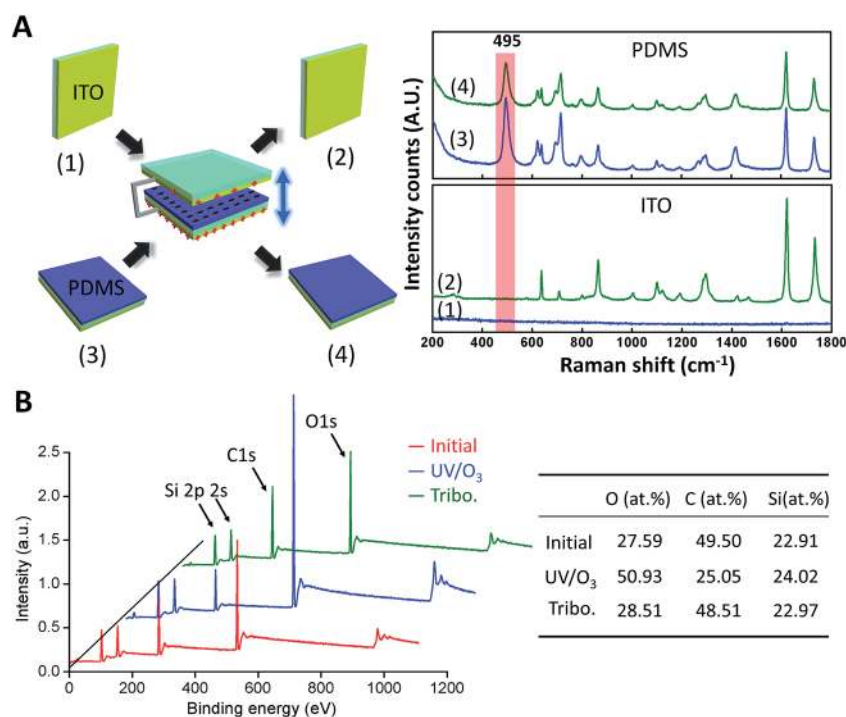 A
ITO
(1)
(2)
PDMS
(3)
(4)
495
PDMS
(4)
(3)
ITO
(2)
(1)
Intensity counts (A.U.)
200 400 600 800 1000 1200 1400 1600 1800
Raman shift (cm-1)
B
O1s
C1s
Si 2p 2s
Initial
UV/O3
Tribo.
2.5
2.0
1.5
1.0
0.5
0.0
Intensity (a.u.)
0 200 400 600 800 1000 1200
Binding energy (eV)
O (at.%) C (at.%) Si(at.%)
Initial 27.59 49.50 22.91
UV/O3 50.93 25.05 24.02
Tribo. 28.51 48.51 22.97